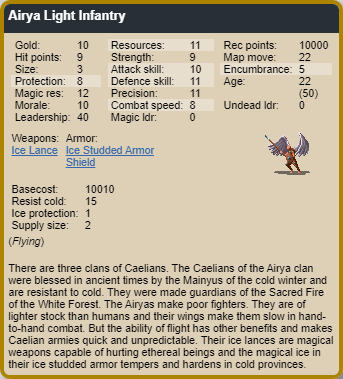 Airya Light Infantry
Gold: 10 Resources: 11 Rec points: 10000
Hit points: 9 Strength: 9 Map move: 22
Size: 3 Attack skill: 10 Encumbrance: 5
Protection: 8 Defence skill: 11 Age: 22
Magic res: 12 Precision: 11 (50)
Morale: 10 Combat speed: 8 Undead ldr: 0
Leadership: 40 Magic ldr: 0
Weapons: Armor:
Ice Lance Ice Studded Armor
Shield
Basecost: 10010
Resist cold: 15
Ice protection: 1
Supply size: 2
(Flying)
There are three clans of Caelians. The Caelians of the Airya clan
were blessed in ancient times by the Mainyus of the cold winter and
are resistant to cold. They were made guardians of the Sacred Fire
of the White Forest. The Airyas make poor fighters. They are of
lighter stock than humans and their wings make them slow in hand-
to-hand combat. But the ability of flight has other benefits and makes
Caelian armies quick and unpredictable. Their ice lances are magical
weapons capable of hurting ethereal beings and the magical ice in
their ice studded armor tempers and hardens in cold provinces.